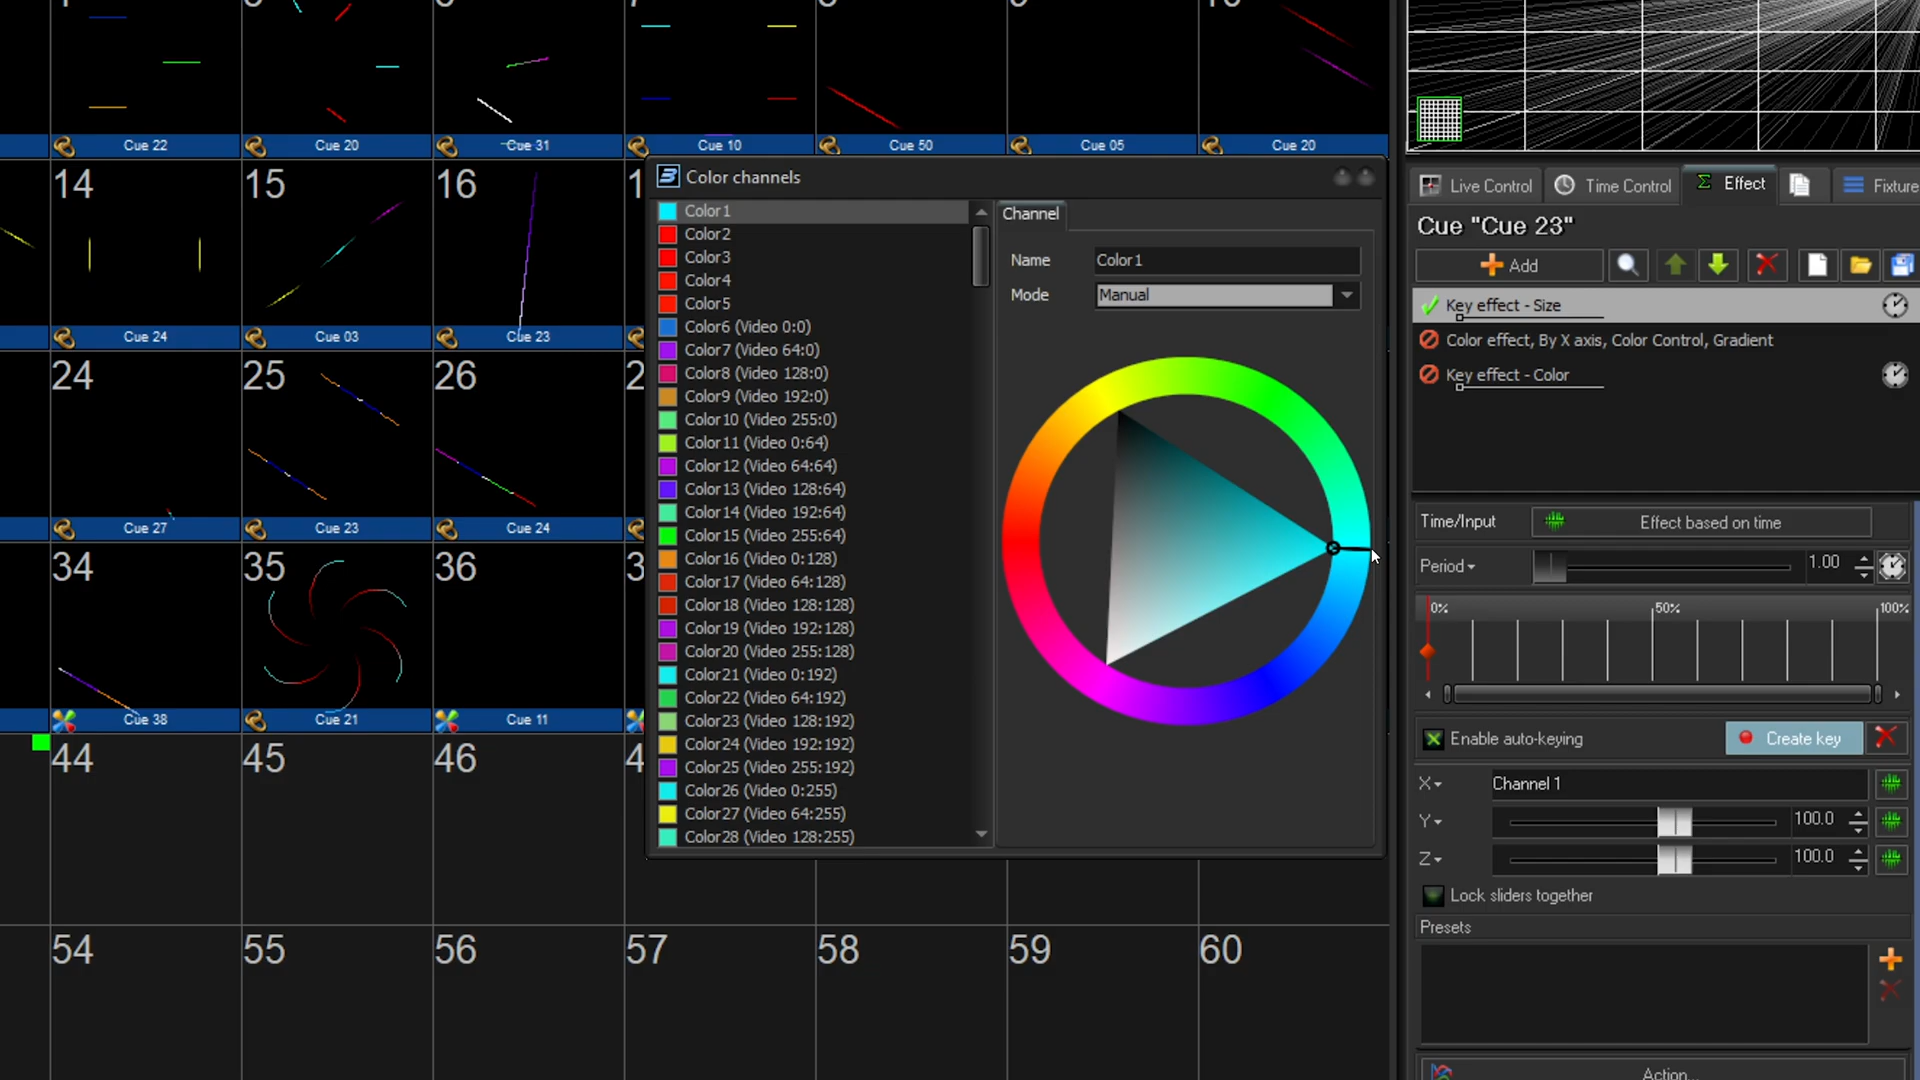 Cue 22
Cue 20
Cue 31
Cue 10
Cue 50
Cue 05
Cue 20
14
15
16
Cue 24
Cue 03
Cue 23
24
25
26
Cue 27
Cue 23
Cue 24
34
35
36
Cue 38
Cue 21
Cue 11
44
45
46
54
55
56
57
58
59
60
Color channels
Color1
Color2
Color3
Color4
Color5
Color6 (Video 0:0)
Color7 (Video 64:0)
Color8 (Video 128:0)
Color9 (Video 192:0)
Color10 (Video 255:0)
Color11 (Video 0:64)
Color12 (Video 64:64)
Color13 (Video 128:64)
Color14 (Video 192:64)
Color15 (Video 255:64)
Color16 (Video 0:128)
Color17 (Video 64:128)
Color18 (Video 128:128)
Color19 (Video 192:128)
Color20 (Video 255:128)
Color21 (Video 0:192)
Color22 (Video 64:192)
Color23 (Video 128:192)
Color24 (Video 192:192)
Color25 (Video 255:192)
Color26 (Video 0:255)
Color27 (Video 64:255)
Color28 (Video 128:255)
Channel
Name Color1
Mode Manual
Live Control
Time Control
Effect
Fixture
Cue "Cue 23"
Add
Key effect - Size
Color effect, By X axis, Color Control, Gradient
Key effect - Color
Time/Input Effect based on time
Period 1.00
0% 50% 100%
Enable auto-keying Create key
X Channel 1
Y 100.0
Z 100.0
Lock sliders together
Presets
Action...